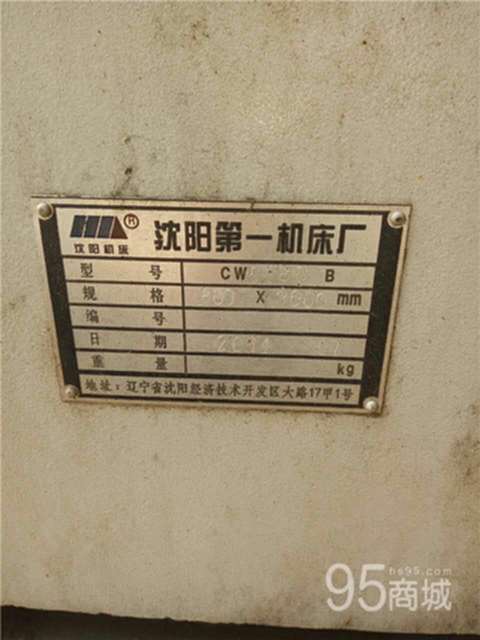 沈阳机床
沈阳第一机床厂
型号 CW B
规格 X mm
编号
日期
重量 kg
地址：辽宁省沈阳经济技术开发区大路17甲1号
hs95.com
95商城